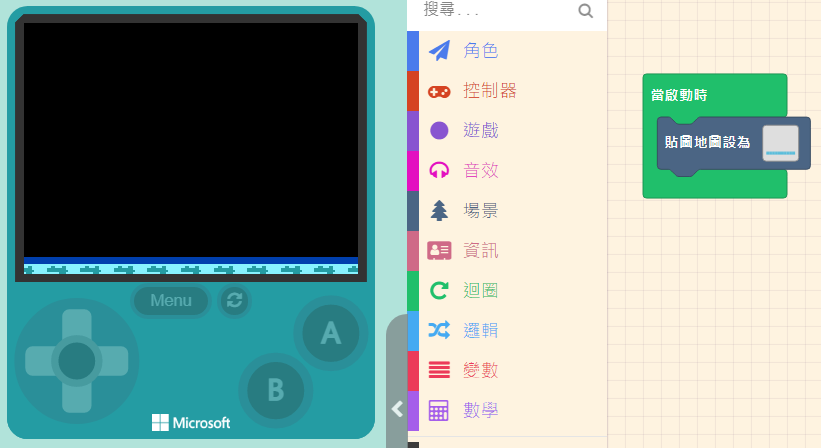 Menu
A
B
Microsoft
搜尋...
角色
控制器
遊戲
音效
場景
資訊
迴圈
邏輯
變數
數學
當啟動時
貼圖地圖設為